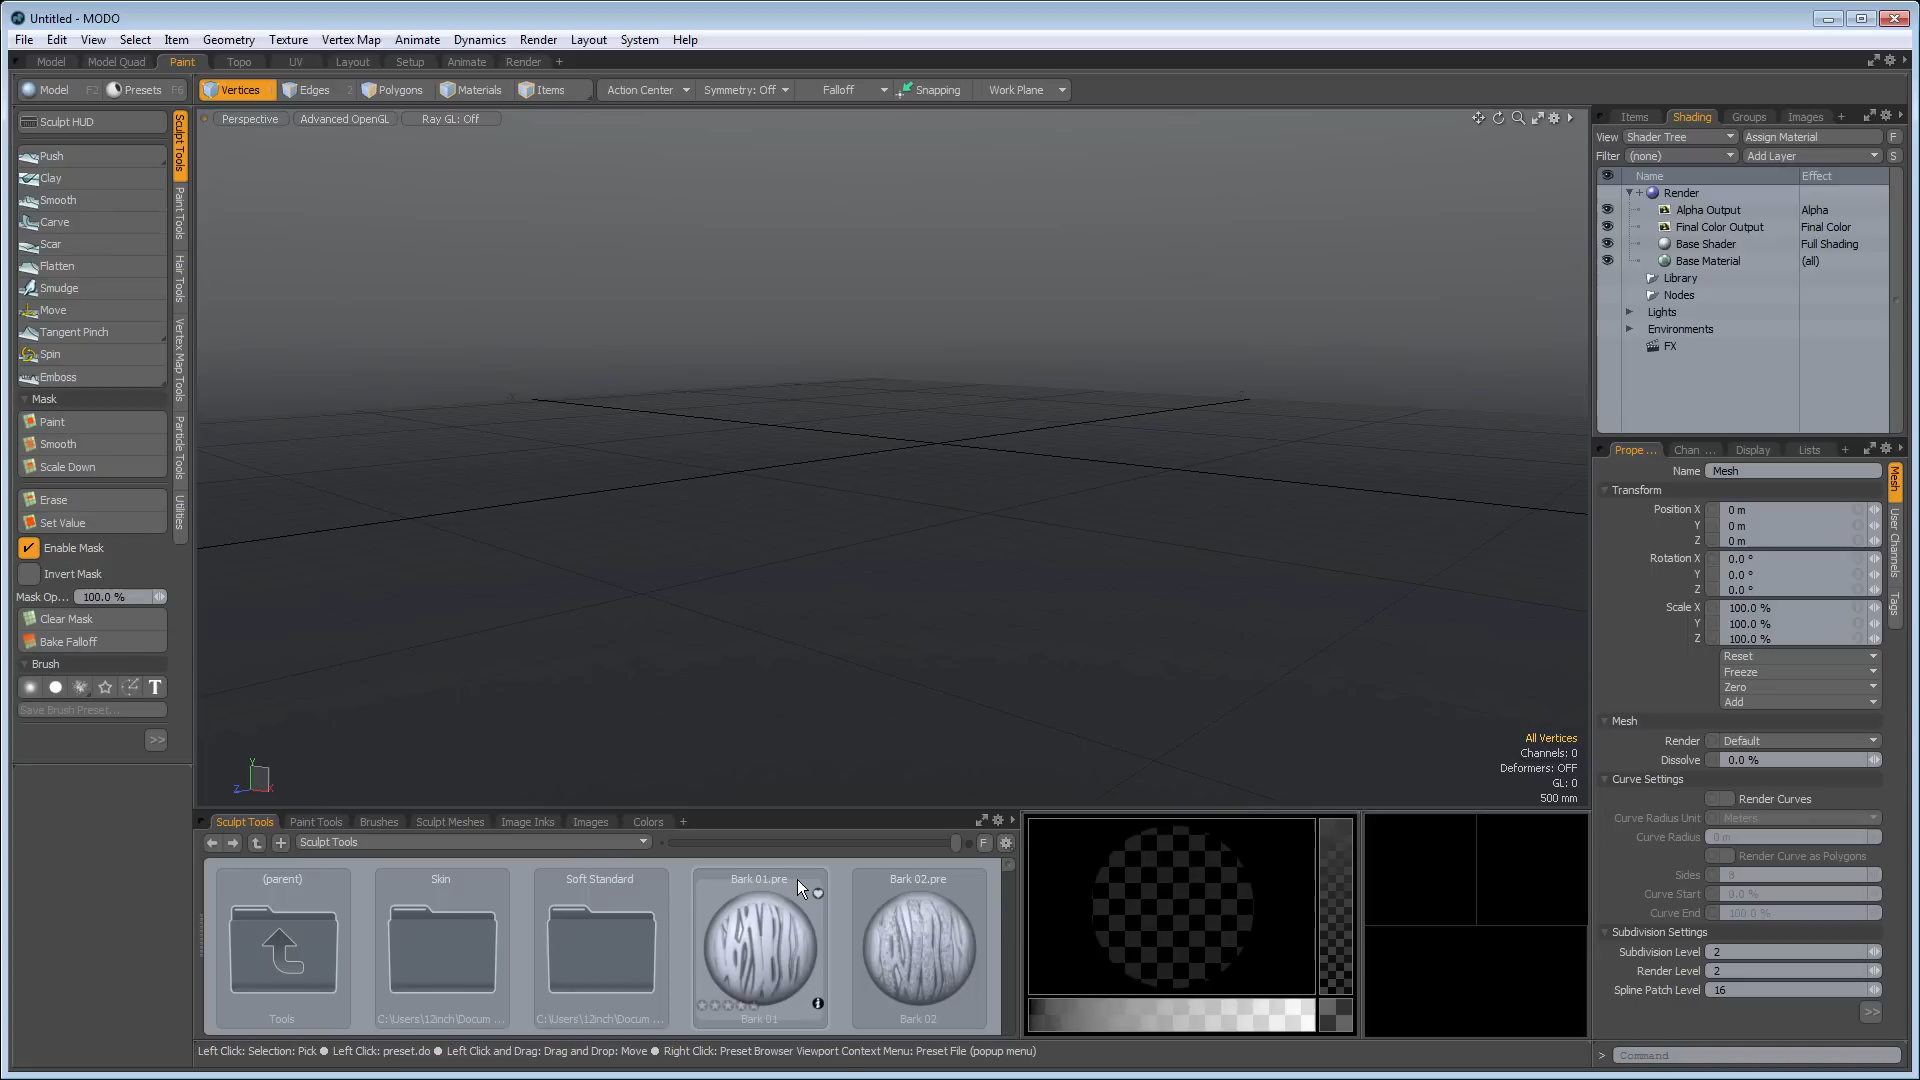 Untitled - MODO
File Edit View Select Item Geometry Texture Vertex Map Animate Dynamics Render Layout System Help
Model Model Quad Paint Topo UV Layout Setup Animate Render +
Model F2 Presets F6 Vertices 1 Edges 2 Polygons Materials Items Action Center Symmetry: Off Falloff Snapping Work Plane
Sculpt HUD
Push
Clay
Smooth
Carve
Scar
Flatten
Smudge
Move
Tangent Pinch
Spin
Emboss
Mask
Paint
Smooth
Scale Down
Erase
Set Value
Enable Mask
Invert Mask
Mask Op... 100.0 %
Clear Mask
Bake Falloff
Brush
T
Save Brush Preset...
>>
Sculpt Tools
Paint Tools
Hair Tools
Vertex Map Tools
Particle Tools
Utilities
Perspective Advanced OpenGL Ray GL: Off
X
Y
Z X
All Vertices
Channels: 0
Deformers: OFF
GL: 0
500 mm
Sculpt Tools Paint Tools Brushes Sculpt Meshes Image Inks Images Colors +
Sculpt Tools F
(parent) Skin Soft Standard Bark 01.pre Bark 02.pre
Tools C:\Users\12inch\Docum ... C:\Users\12inch\Docum ... Bark 01 Bark 02
Left Click: Selection: Pick ● Left Click: preset.do ● Left Click and Drag: Drag and Drop: Move ● Right Click: Preset Browser Viewport Context Menu: Preset File (popup menu)
Items Shading Groups Images +
View Shader Tree Assign Material F
Filter (none) Add Layer S
Name Effect
Render
Alpha Output Alpha
Final Color Output Final Color
Base Shader Full Shading
Base Material (all)
Library
Nodes
Lights
Environments
FX
Prope ... Chan ... Display Lists +
Name Mesh
Transform
Position X 0 m
Y 0 m
Z 0 m
Rotation X 0.0 °
Y 0.0 °
Z 0.0 °
Scale X 100.0 %
Y 100.0 %
Z 100.0 %
Reset
Freeze
Zero
Add
Mesh
Render Default
Dissolve 0.0 %
Curve Settings
Render Curves
Curve Radius Unit Meters
Curve Radius 0 m
Render Curve as Polygons
Sides 8
Curve Start 0.0 %
Curve End 100.0 %
Subdivision Settings
Subdivision Level 2
Render Level 2
Spline Patch Level 16
>>
Mesh
User Channels
Tags
> Command